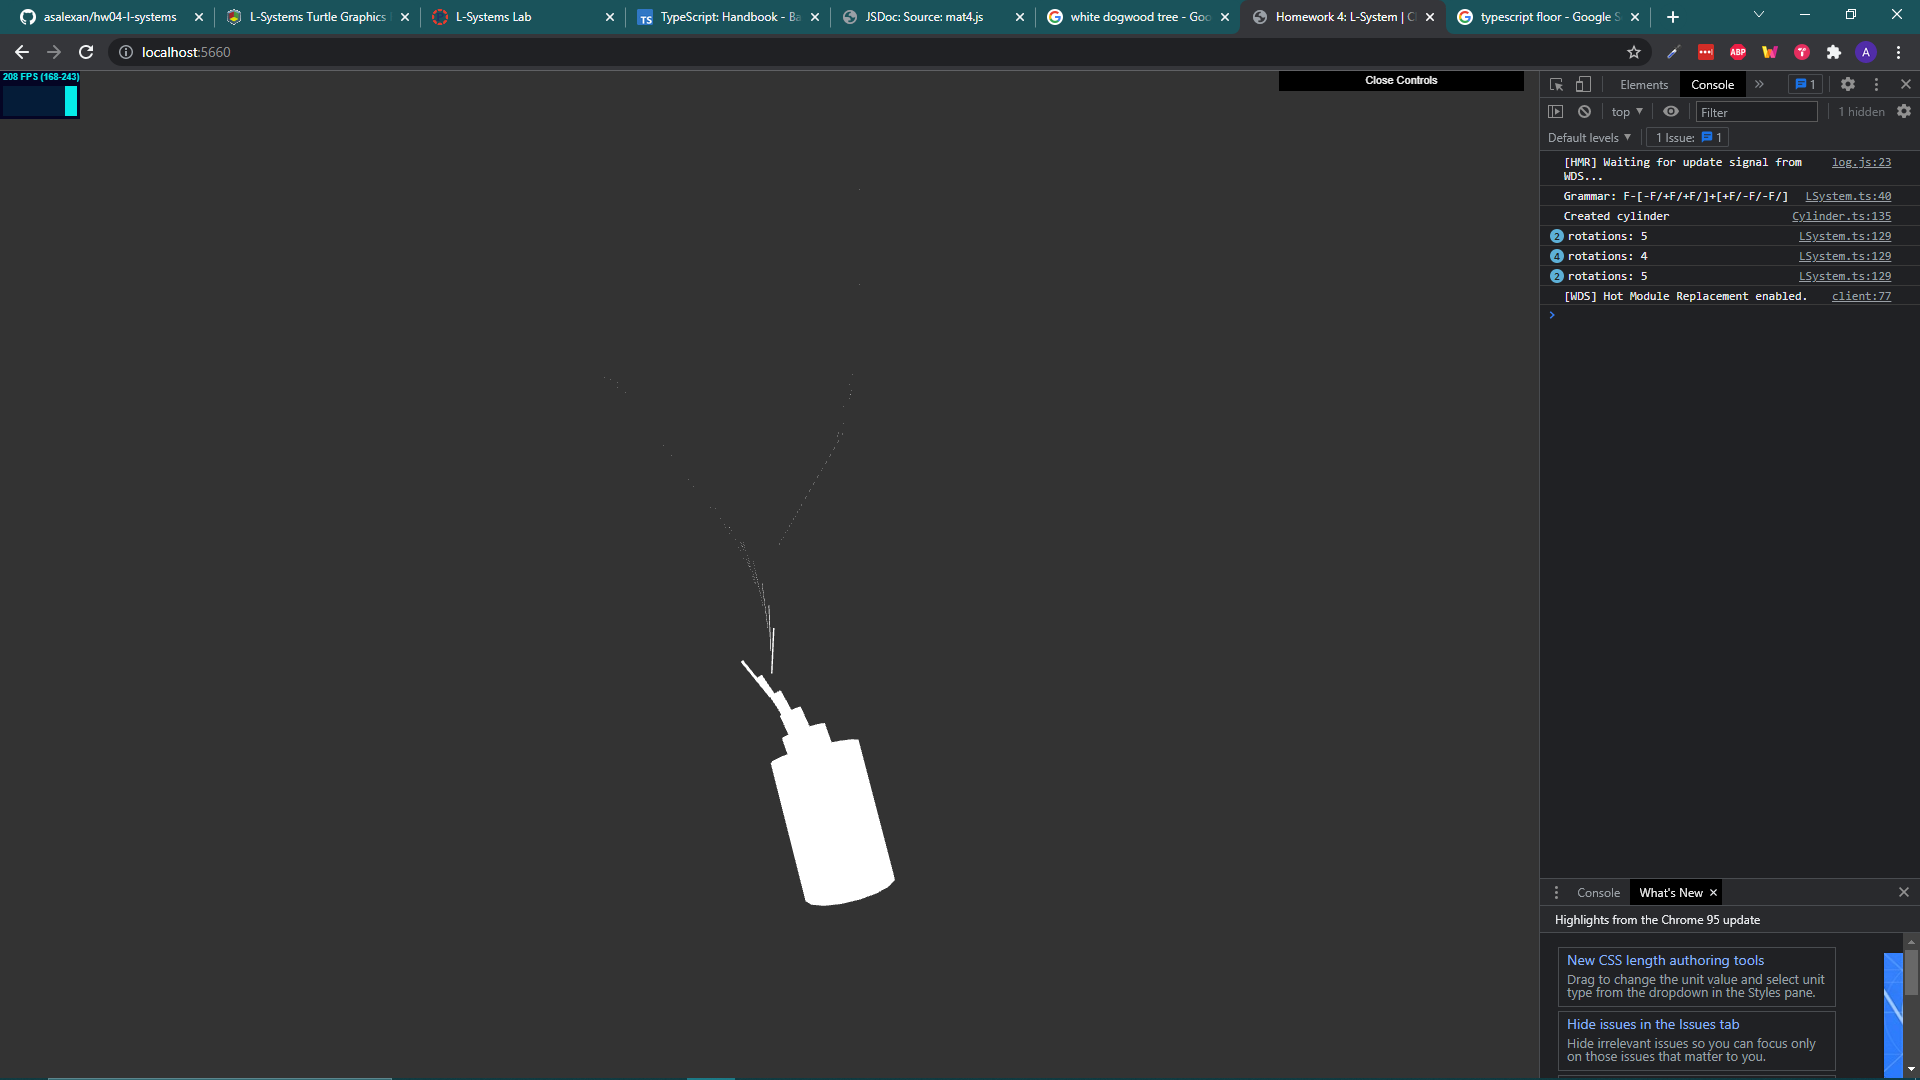 asalexan/hw04-l-systems
L-Systems Turtle Graphics
L-Systems Lab
TypeScript: Handbook - Ba
JSDoc: Source: mat4.js
white dogwood tree - Goo
Homework 4: L-System | C
typescript floor - Google S
localhost:5660
ABP
A
208 FPS (168-243)
Close Controls
Elements
Console
1
top
Filter
1 hidden
Default levels
1 Issue: 1
[HMR] Waiting for update signal from log.js:23
WDS...
Grammar: F-[-F/+F/+F/]+[+F/-F/-F/] LSystem.ts:40
Created cylinder Cylinder.ts:135
2 rotations: 5 LSystem.ts:129
4 rotations: 4 LSystem.ts:129
2 rotations: 5 LSystem.ts:129
[WDS] Hot Module Replacement enabled. client:77
Console
What's New
Highlights from the Chrome 95 update
New CSS length authoring tools
Drag to change the unit value and select unit
type from the dropdown in the Styles pane.
Hide issues in the Issues tab
Hide irrelevant issues so you can focus only
on those issues that matter to you.